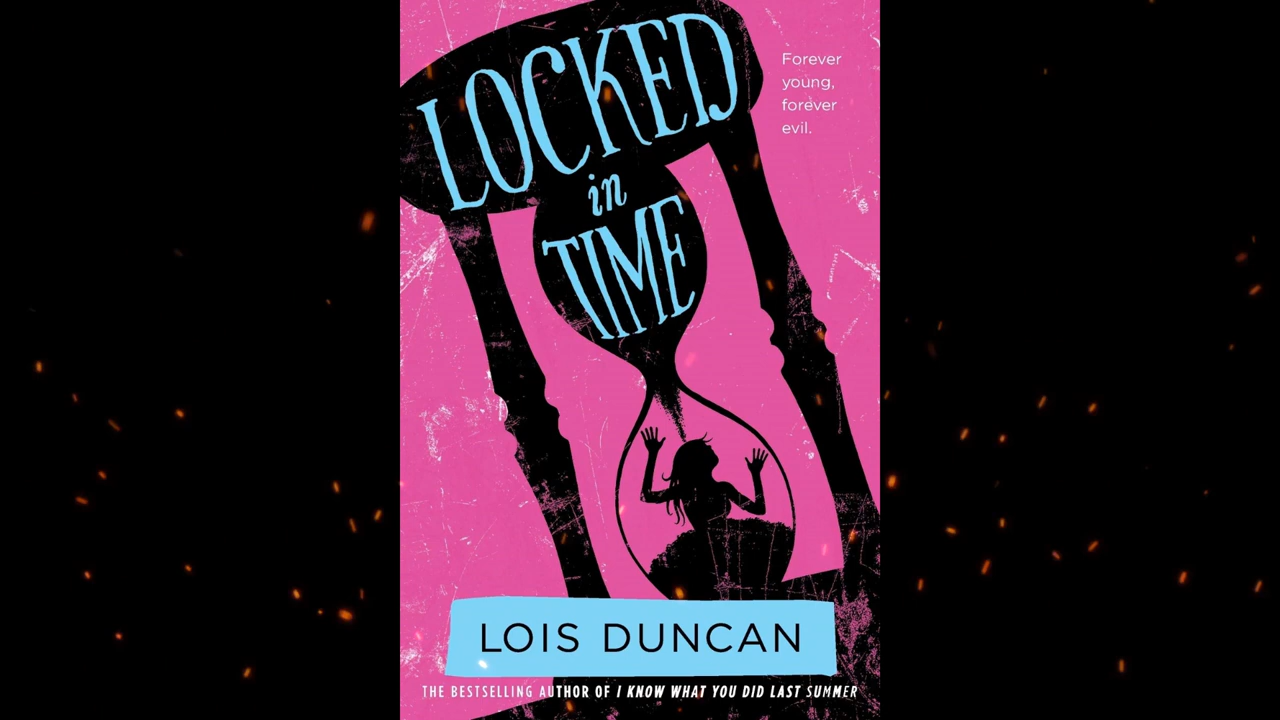 LOCKED
in
TIME
Forever
young,
forever
evil.
LOIS DUNCAN
THE BESTSELLING AUTHOR OF I KNOW WHAT YOU DID LAST SUMMER